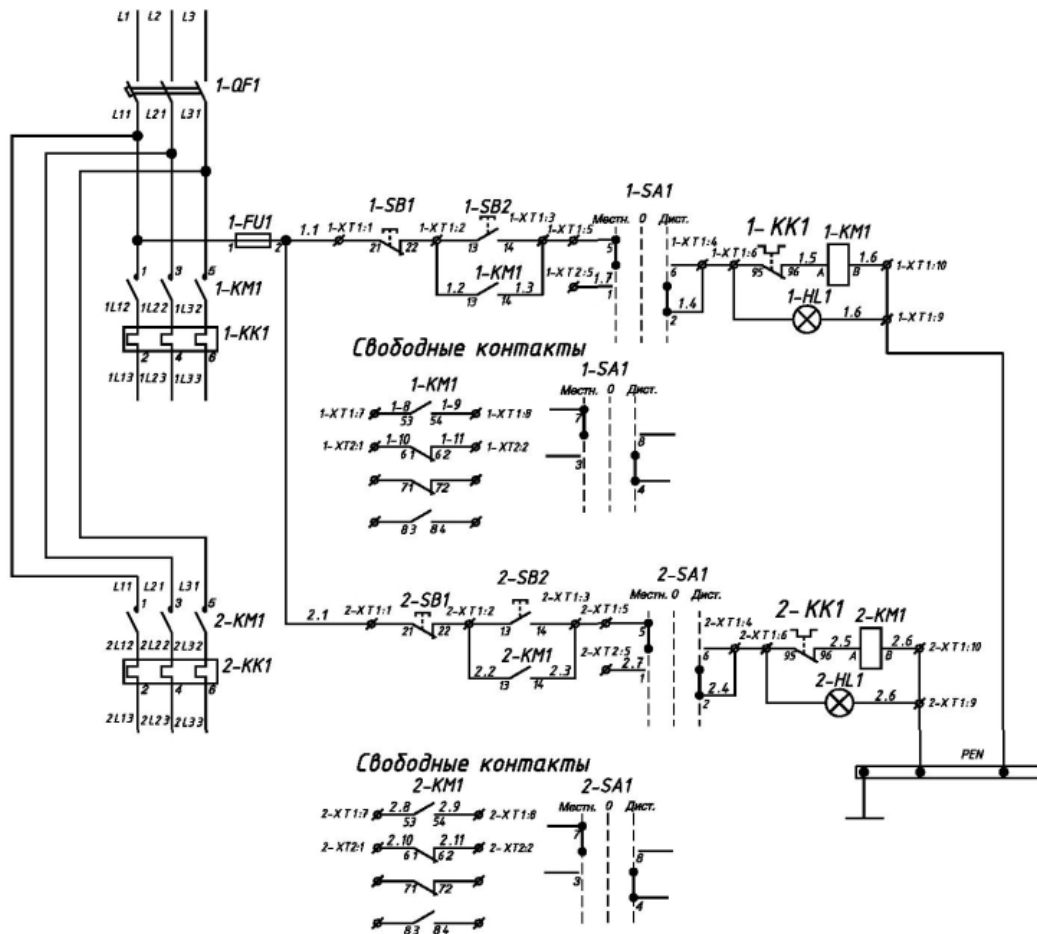 L1 L2 L3
1-QF1
L11 L21 L31
1-FU1
1 2
1.1
1-XT1:1
1-SB1
21 22
1-XT1:2
1-SB2
13 14
1-XT1:3
1-XT1:5
1-KM1
1.2 1.3
13 14
1-XT2:5
1.7
1-SA1
Местн. 0 Дист.
5
1
6
2
1-XT1:4
1.4
1-XT1:6
1-KK1
95 96
1.5
1-KM1
A B
1.6
1-XT1:10
1-HL1
1.6
1-XT1:9
1 3 5
1-KM1
1L12 1L22 1L32
1-KK1
2 4 6
1L13 1L23 1L33
Свободные контакты
1-KM1
1-XT1:7 1-8 1-9 1-XT1:8
53 54
1-XT2:1 1-10 1-11 1-XT2:2
61 62
71 72
83 84
1-SA1
Местн. 0 Дист.
7
8
3
4
L11 L21 L31
1 3 5
2-KM1
2L12 2L22 2L32
2-KK1
2 4 6
2L13 2L23 2L33
2.1
2-XT1:1
2-SB1
21 22
2-XT1:2
2-SB2
13 14
2-XT1:3
2-XT1:5
2-KM1
2.2 2.3
13 14
2-XT2:5
2.7
2-SA1
Местн. 0 Дист.
5
1
6
2
2-XT1:4
2.4
2-XT1:6
2-KK1
95 96
2.5
2-KM1
A B
2.6
2-XT1:10
2-HL1
2.6
2-XT1:9
PEN
Свободные контакты
2-KM1
2-XT1:7 2.8 2.9 2-XT1:8
53 54
2-XT2:1 2.10 2.11 2-XT2:2
61 62
71 72
83 84
2-SA1
Местн. 0 Дист.
7
8
3
4